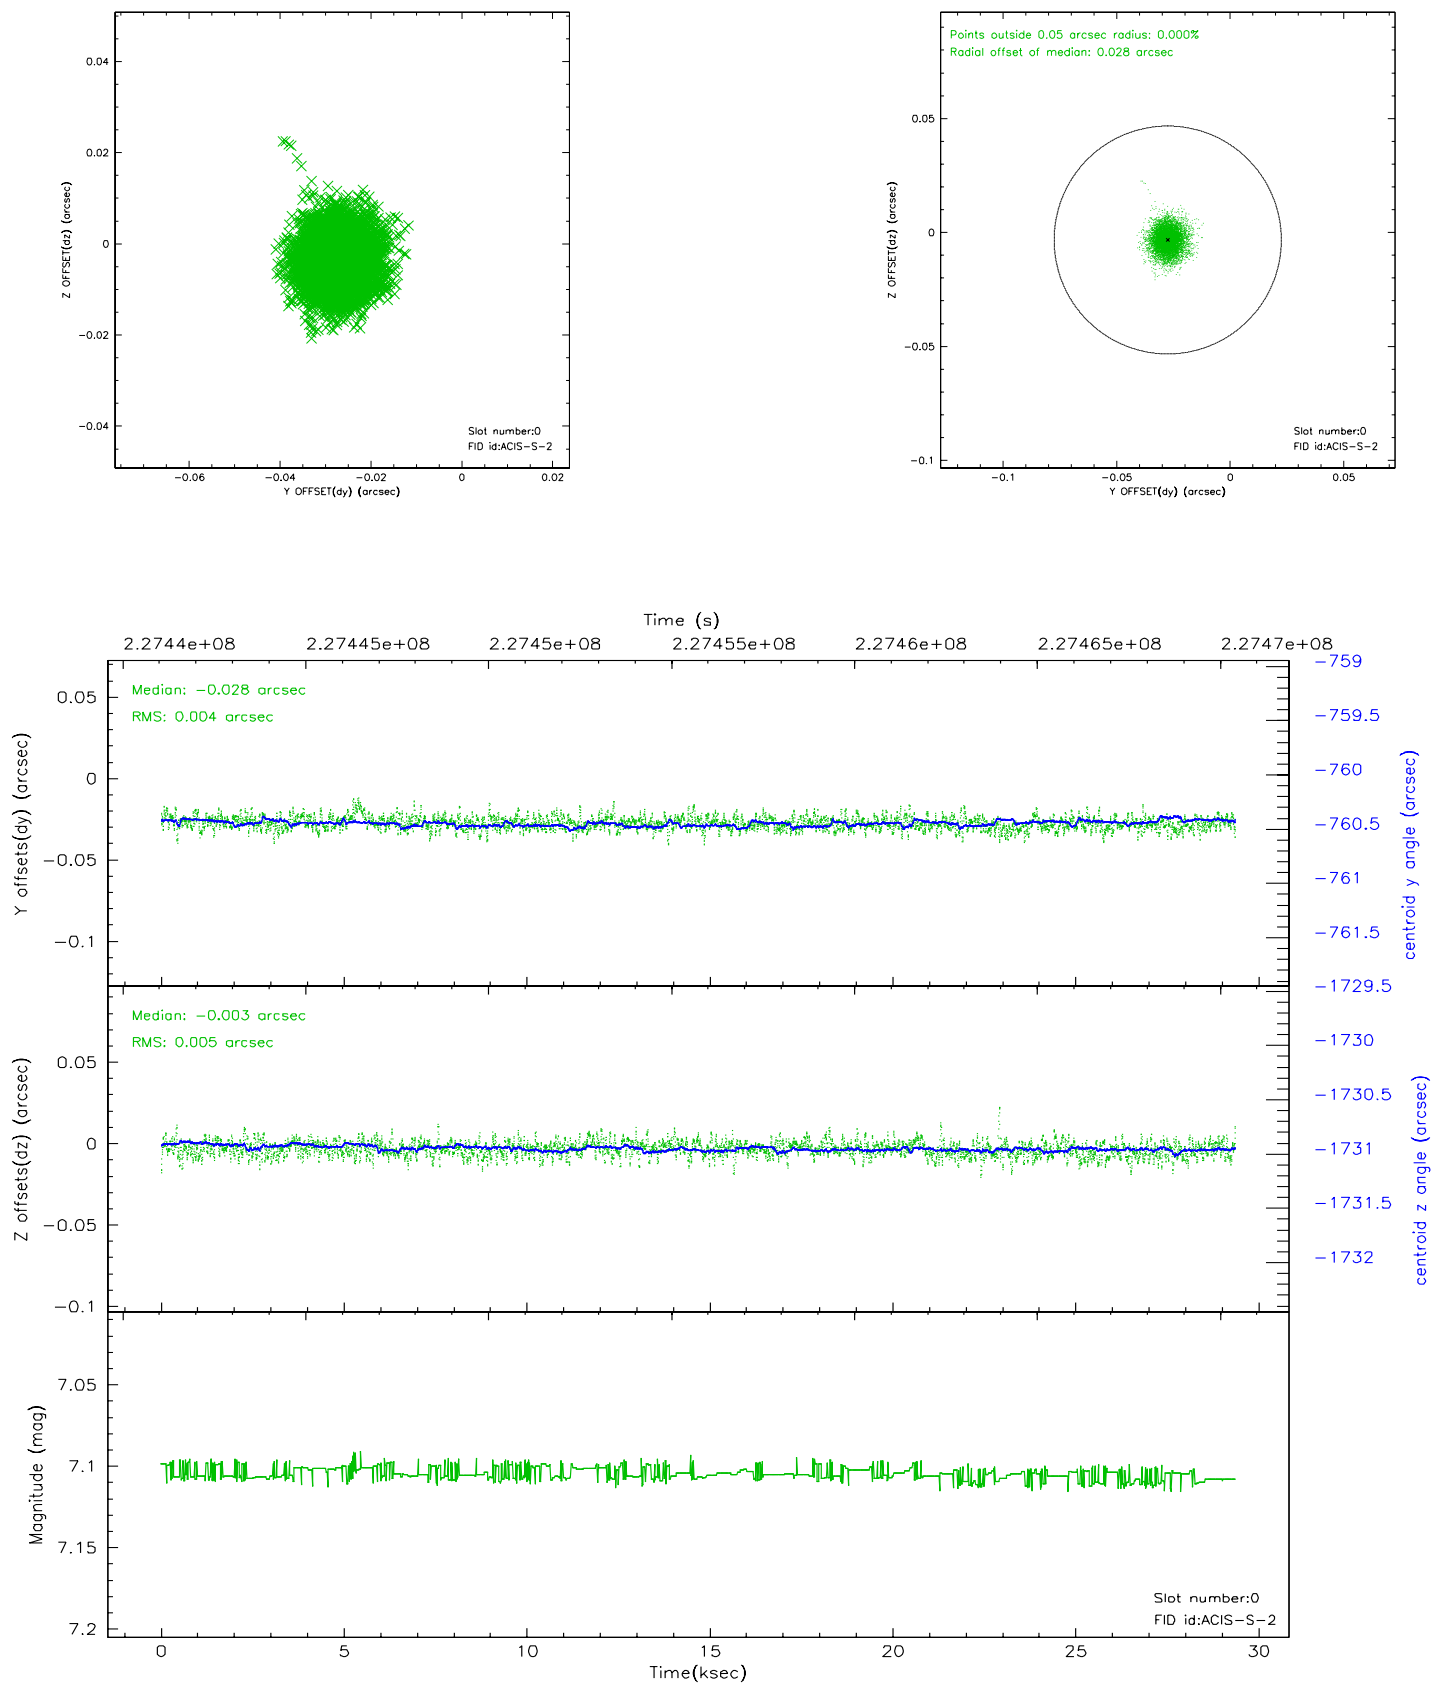 0.04
0.02
0
−0.02
−0.04
Z OFFSET(dz) (arcsec)
Slot number:0
FID id:ACIS−S−2
−0.06
−0.04
−0.02
0
0.02
Y OFFSET(dy) (arcsec)
Points outside 0.05 arcsec radius: 0.000%
Radial offset of median: 0.028 arcsec
0.05
0
−0.05
−0.1
Z OFFSET(dz) (arcsec)
Slot number:0
FID id:ACIS−S−2
−0.1
−0.05
0
0.05
Y OFFSET(dy) (arcsec)
Time (s)
2.2744e+08
2.27445e+08
2.2745e+08
2.27455e+08
2.2746e+08
2.27465e+08
2.2747e+08
Median: −0.028 arcsec
RMS: 0.004 arcsec
0.05
0
−0.05
−0.1
Y offsets(dy) (arcsec)
−759
−759.5
−760
−760.5
−761
−761.5
centroid y angle (arcsec)
−1729.5
Median: −0.003 arcsec
RMS: 0.005 arcsec
0.05
0
−0.05
−0.1
Z offsets(dz) (arcsec)
−1730
−1730.5
−1731
−1731.5
−1732
centroid z angle (arcsec)
7.05
7.1
7.15
7.2
Magnitude (mag)
Slot number:0
FID id:ACIS−S−2
0
5
10
15
20
25
30
Time(ksec)